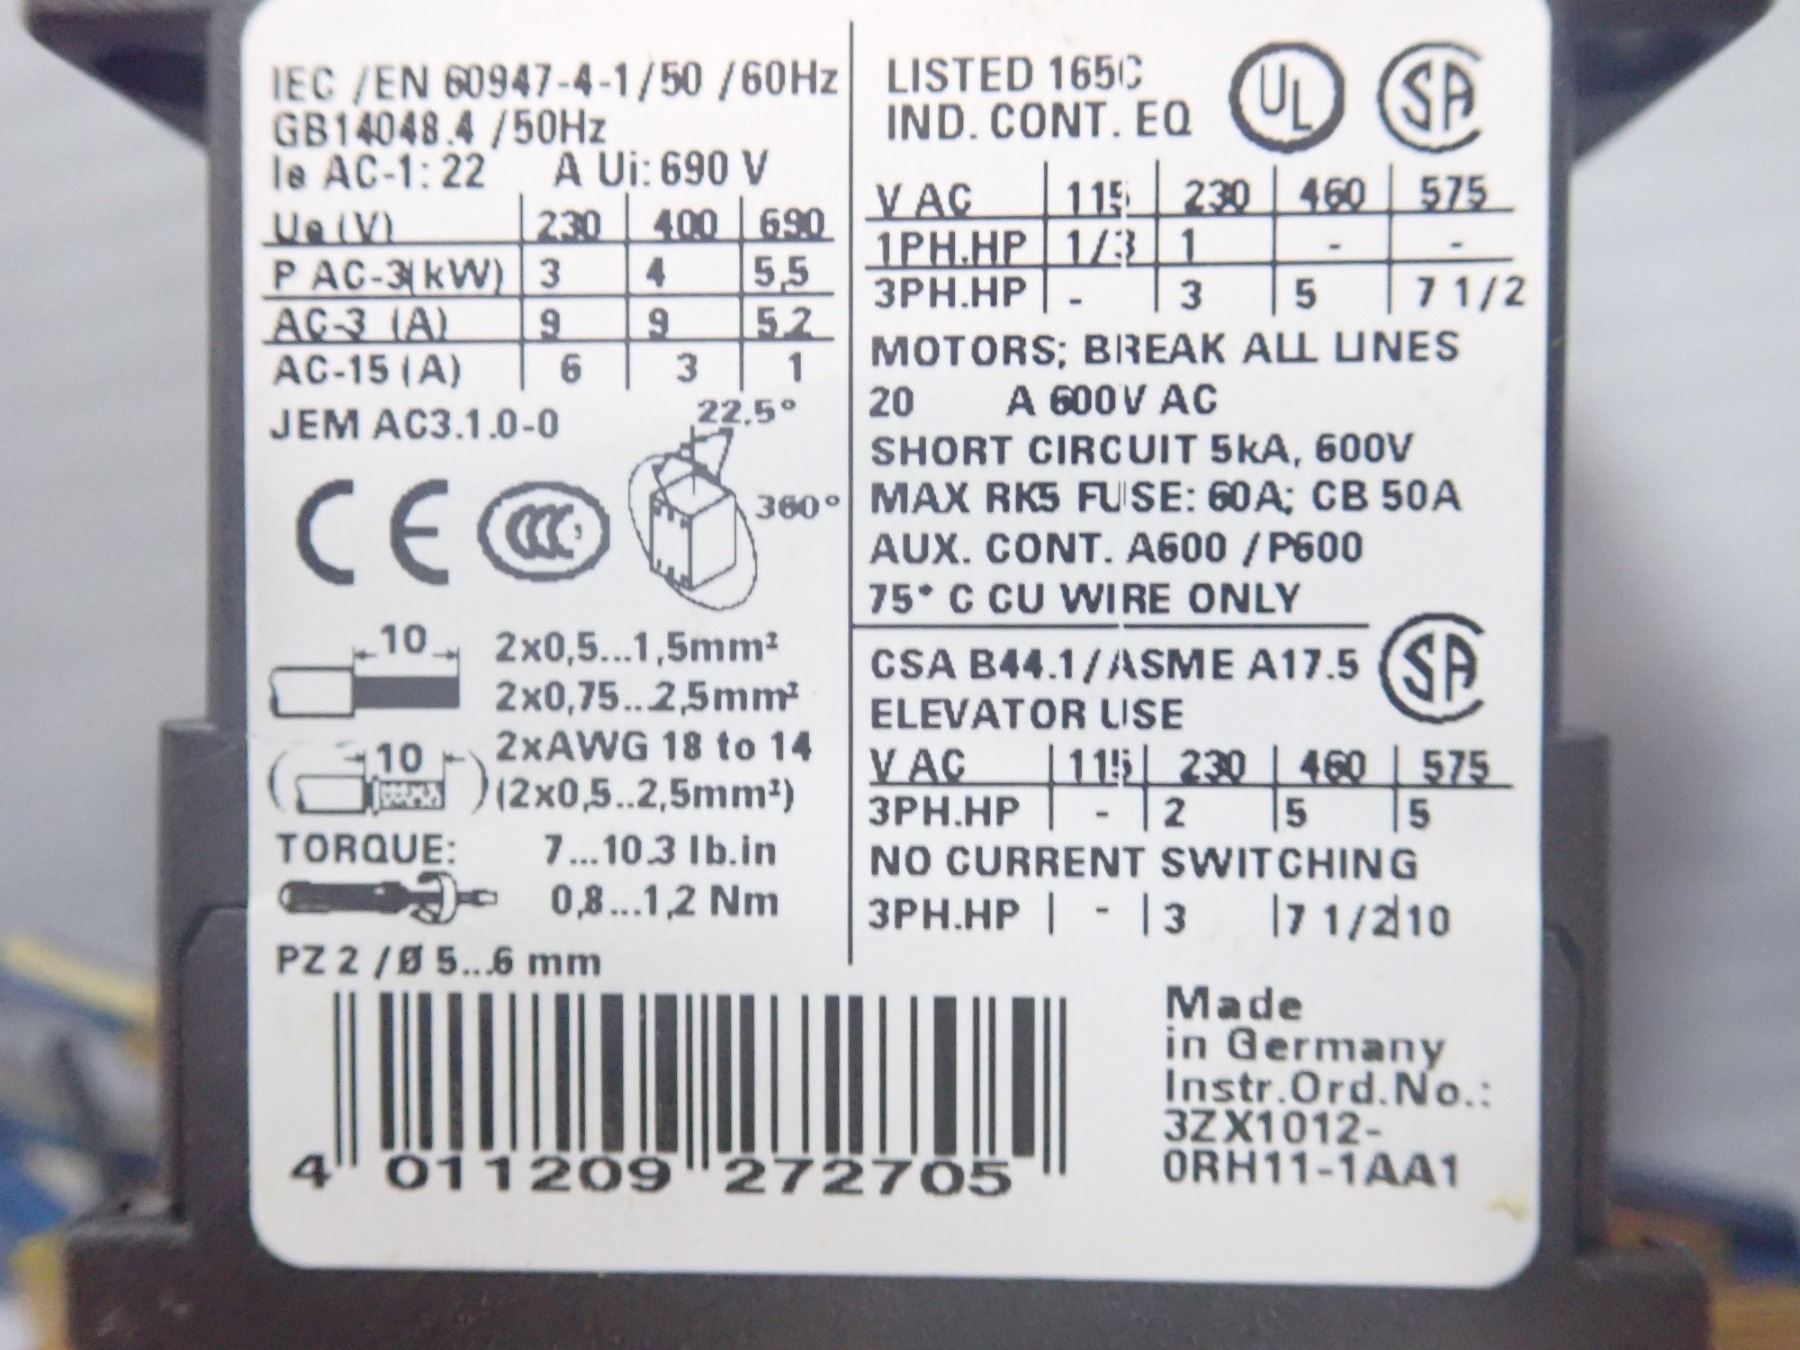 IEC /EN 60947-4-1/50 /60Hz
GB14048.4 /50Hz
Ie AC-1: 22 A Ui: 690 V
Ue (V) 230 400 690
P AC-3(kW) 3 4 5,5
AC-3 (A) 9 9 5.2
AC-15 (A) 6 3 1
JEM AC3.1.0-0
22.5°
360°
CE CCC
10 2x0,5...1,5mm²
2x0,75...2,5mm²
2xAWG 18 to 14
(10) (2x0,5..2,5mm²)
TORQUE: 7...10.3 lb.in
0,8...1,2 Nm
PZ 2 / Ø 5...6 mm
4 011209 272705
LISTED 165C
IND. CONT. EQ
UL SA
V AC 115 230 460 575
1PH.HP 1/3 1 - -
3PH.HP - 3 5 7 1/2
MOTORS; BREAK ALL LINES
20 A 600V AC
SHORT CIRCUIT 5kA, 600V
MAX RK5 FUSE: 60A; CB 50A
AUX. CONT. A600 / P600
75° C CU WIRE ONLY
CSA B44.1/ASME A17.5
SA
ELEVATOR USE
V AC 115 230 460 575
3PH.HP - 2 5 5
NO CURRENT SWITCHING
3PH.HP - 3 7 1/2 10
Made
in Germany
Instr.Ord.No.:
3ZX1012-
0RH11-1AA1